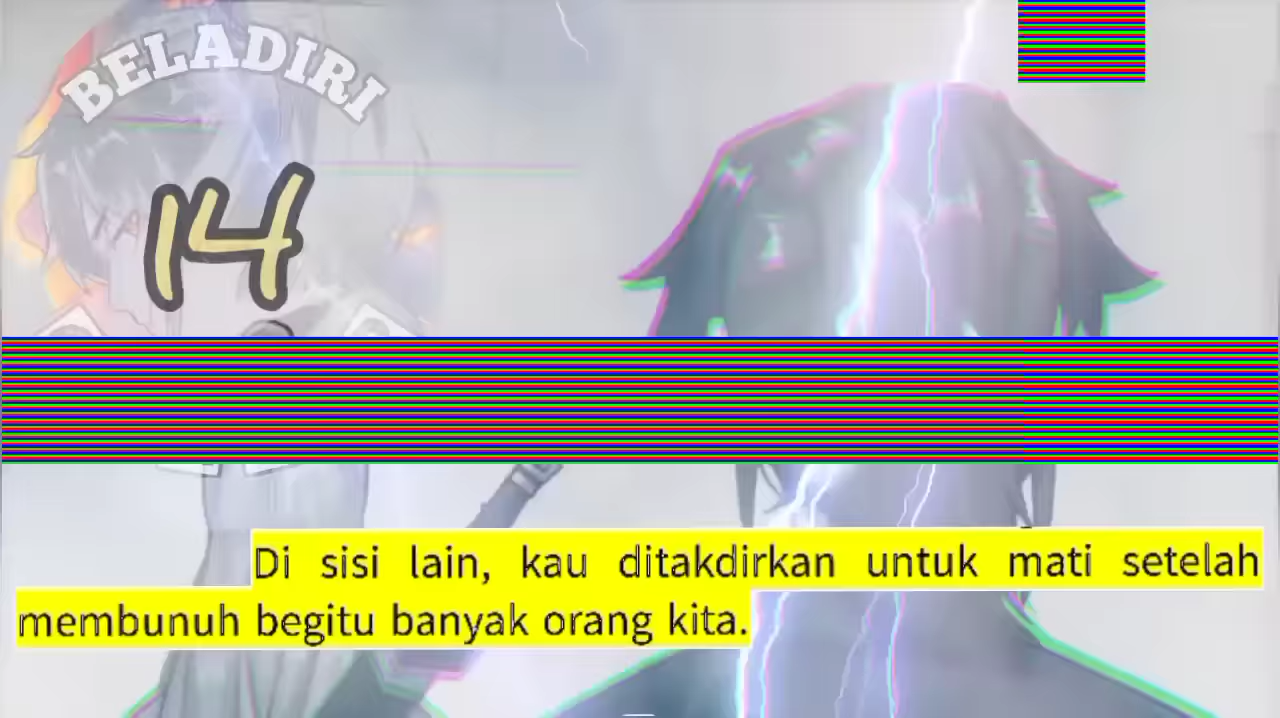 BELADIRI
14
Di sisi lain, kau ditakdirkan untuk mati setelah
membunuh begitu banyak orang kita.